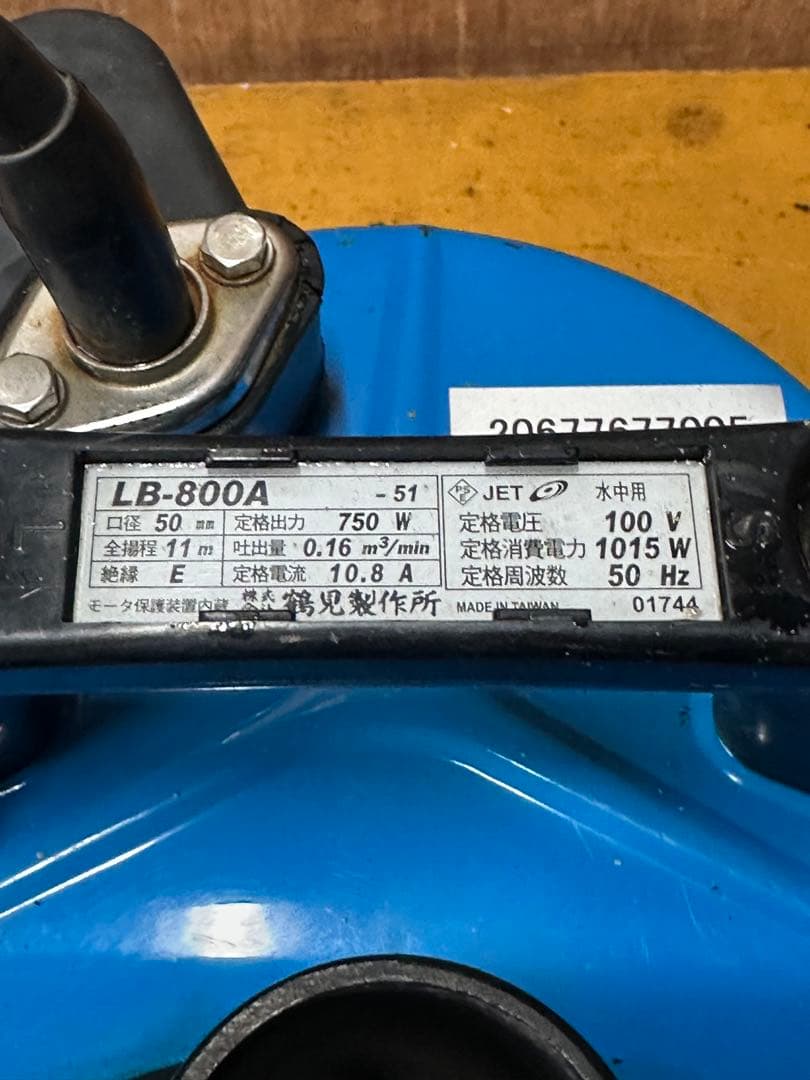 LB-800A -51
口径 50 mm 定格出力 750 W
全揚程 11 m 吐出量 0.16 m³/min
絶縁 E 定格電流 10.8 A
モータ保護装置内蔵 株式会社 鶴見製作所
PSE JET 水中用
定格電圧 100 V
定格消費電力 1015 W
定格周波数 50 Hz
MADE IN TAIWAN 01744